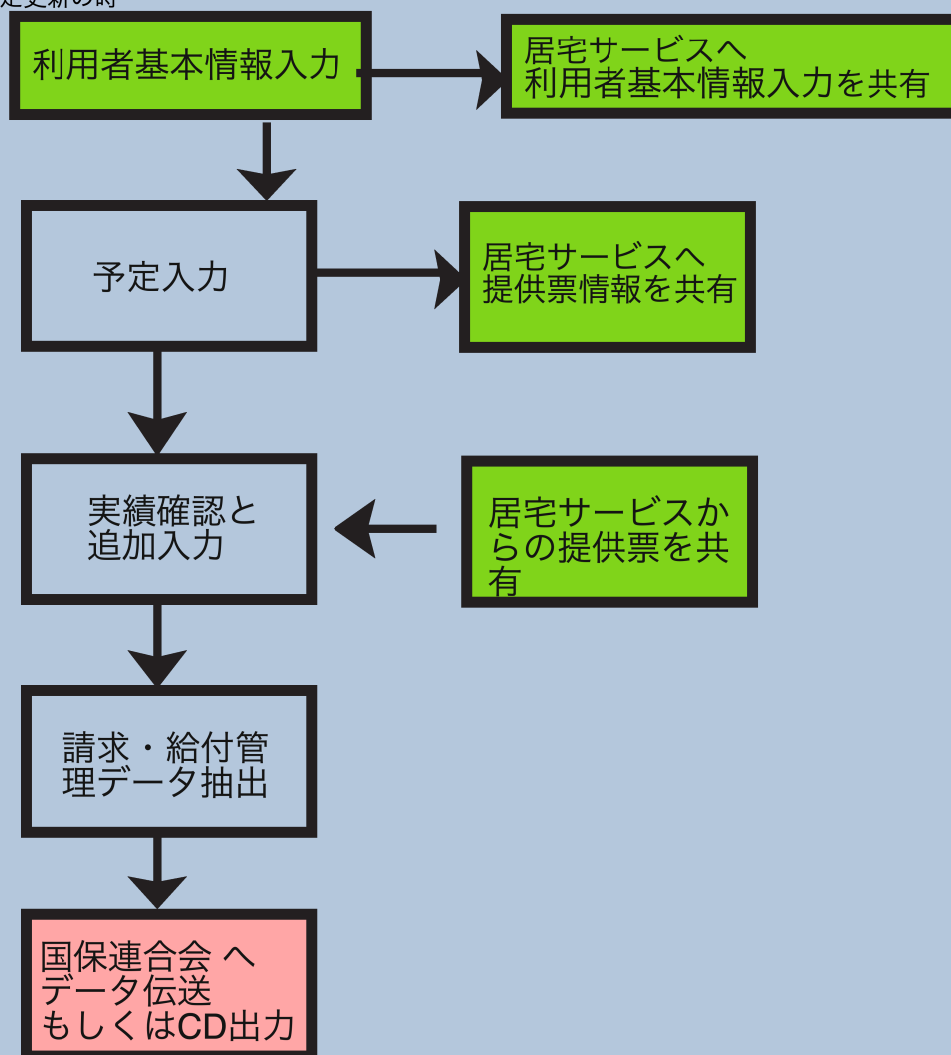 定更新の時
利用者基本情報入力
居宅サービスへ
利用者基本情報入力を共有
予定入力
居宅サービスへ
提供票情報を共有
実績確認と
追加入力
居宅サービスか
らの提供票を共
有
請求・給付管
理データ抽出
国保連合会 へ
データ伝送
もしくはCD出力